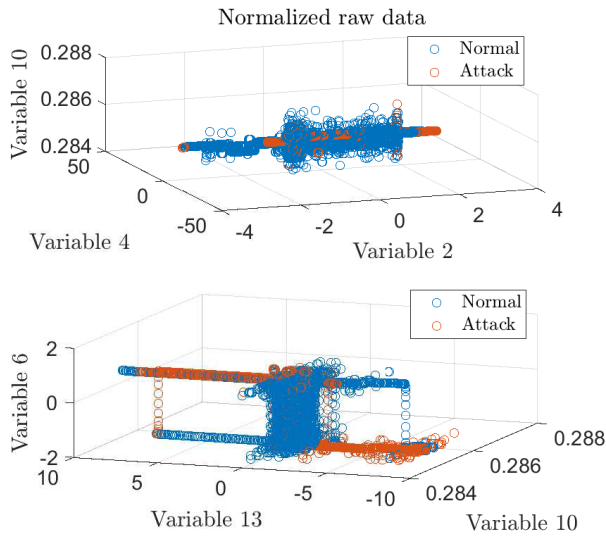 Normalized raw data
Normal
Attack
Variable 10
0.288
0.286
0.284
50
0
-50
Variable 4
-4
-2
0
2
4
Variable 2
Normal
Attack
Variable 6
2
0
-2
10
5
0
-5
-10
Variable 13
0.284
0.286
0.288
Variable 10